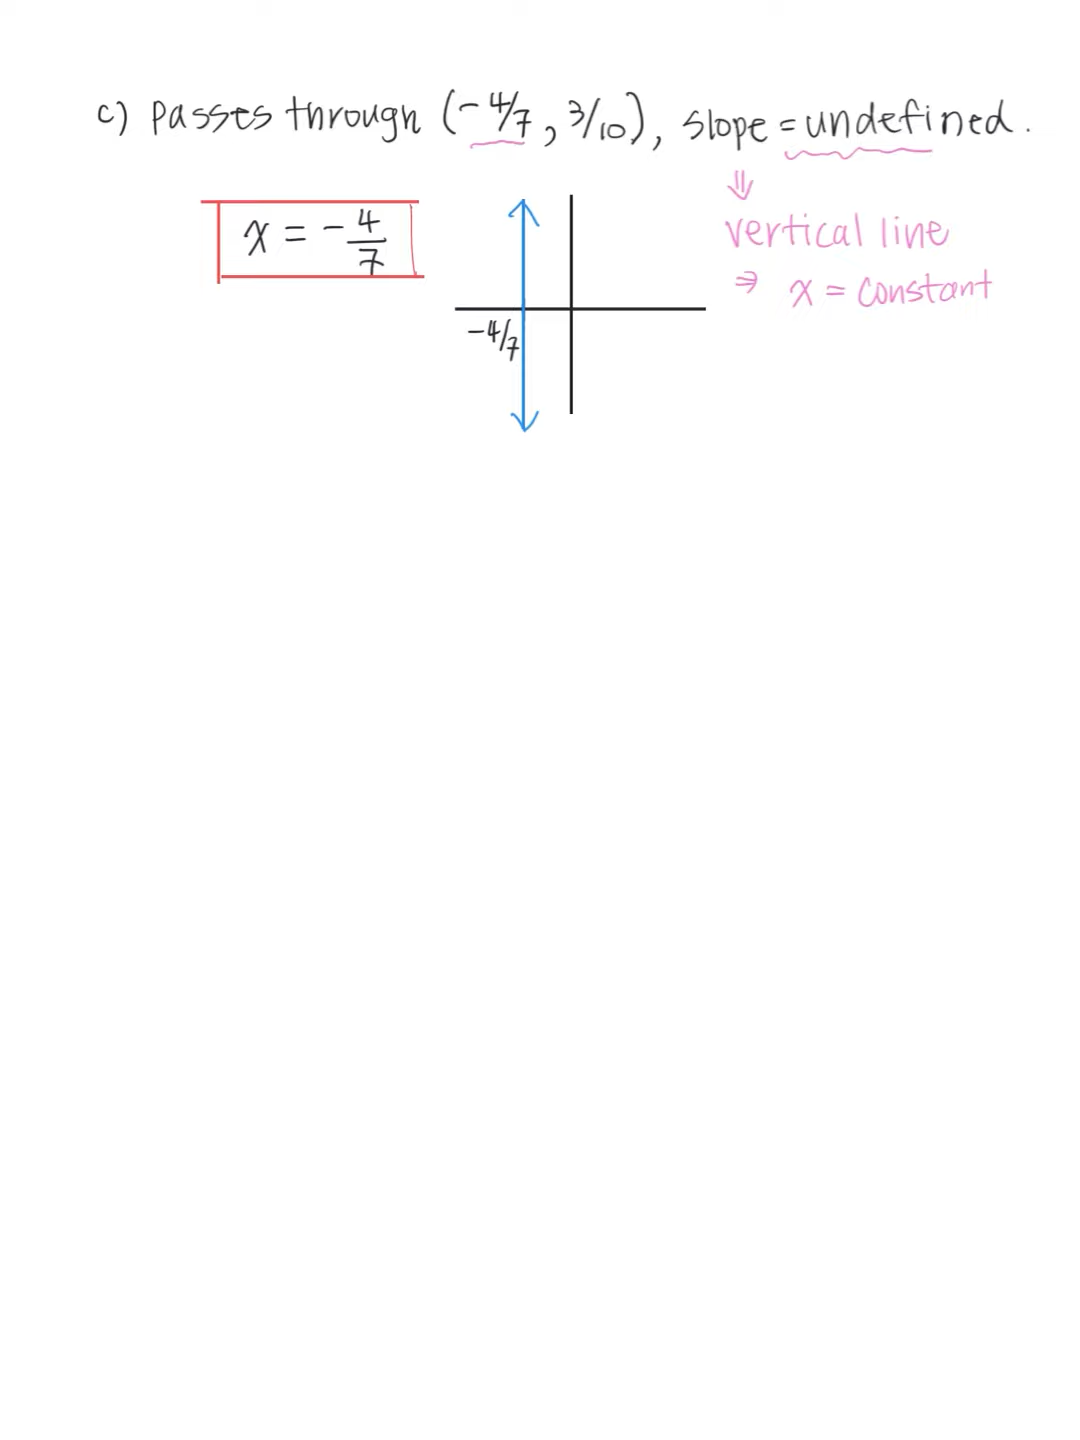 c) passes through (-4/7, 3/10), slope = undefined.
⇓
x = -4/7
vertical line
⇒ x = constant
-4/7